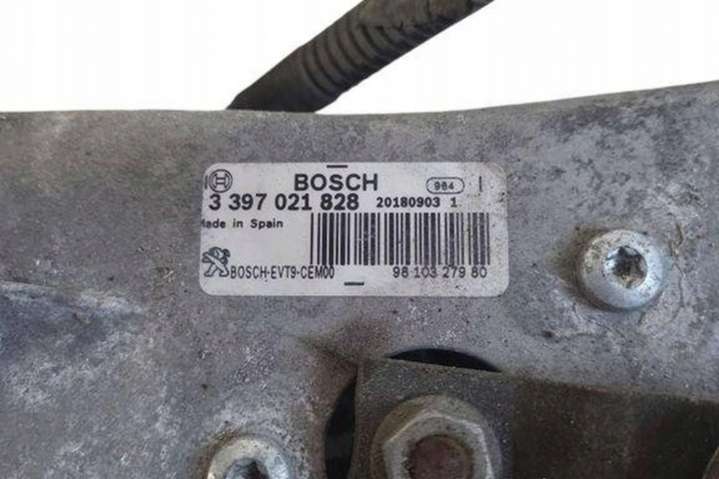 BOSCH 984
3 397 021 828 20180903 1
Made in Spain
BOSCH-EVT9-CEM00 98 103 279 80